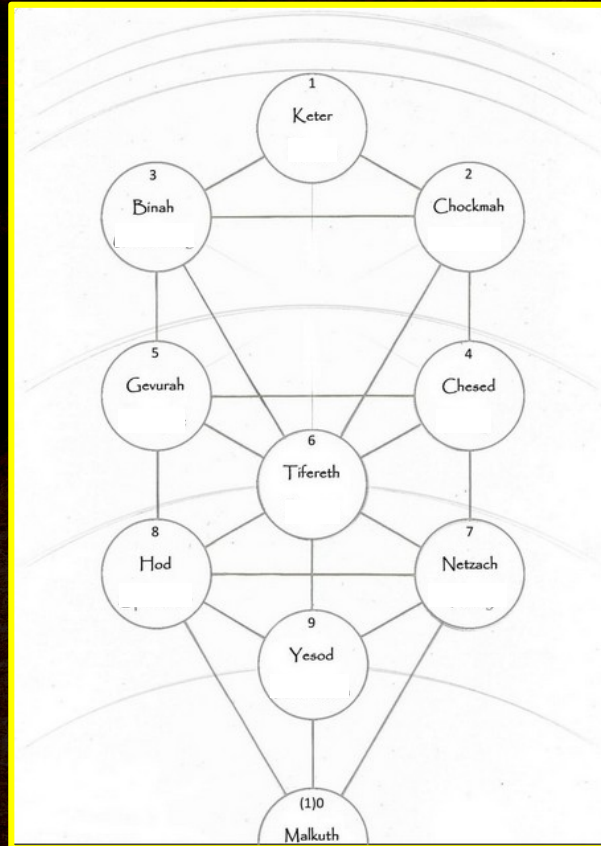 1
Keter
3
Binah
2
Chockmah
5
Gevurah
4
Chesed
6
Tifereth
8
Hod
7
Netzach
9
Yesod
(1)0
Malkuth